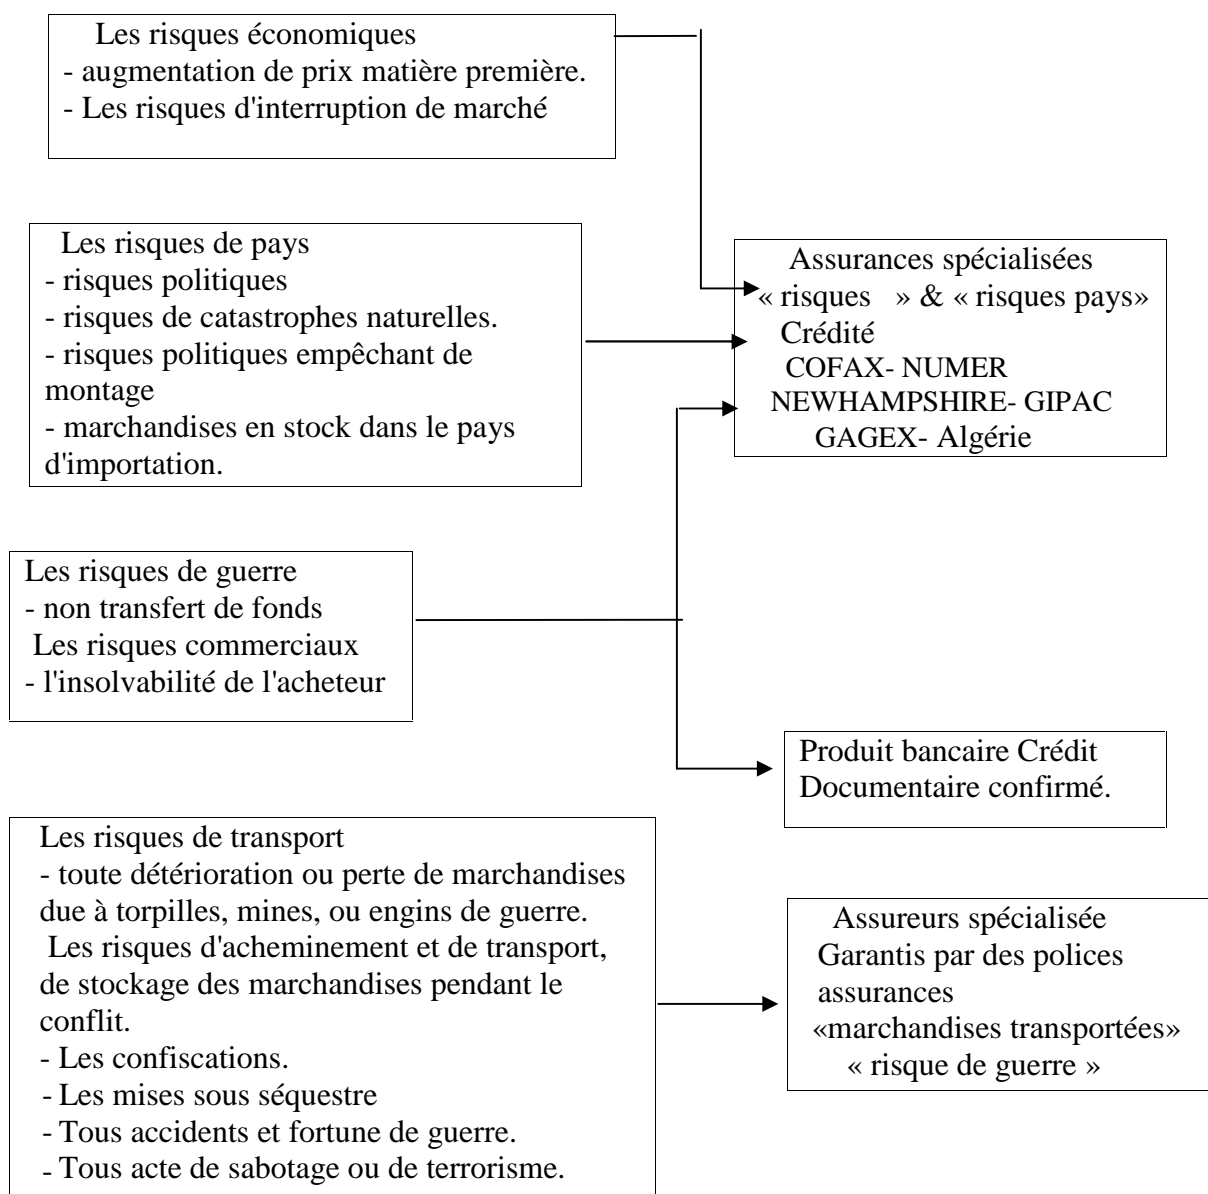 Les risques économiques
- augmentation de prix matière première.
- Les risques d'interruption de marché
Les risques de pays
- risques politiques
- risques de catastrophes naturelles.
- risques politiques empêchant de
montage
- marchandises en stock dans le pays
d'importation.
Assurances spécialisées
« risques » & « risques pays»
Crédité
COFAX- NUMER
NEWHAMPSHIRE- GIPAC
GAGEX- Algérie
Les risques de guerre
- non transfert de fonds
Les risques commerciaux
- l'insolvabilité de l'acheteur
Produit bancaire Crédit
Documentaire confirmé.
Les risques de transport
- toute détérioration ou perte de marchandises
due à torpilles, mines, ou engins de guerre.
Les risques d'acheminement et de transport,
de stockage des marchandises pendant le
conflit.
- Les confiscations.
- Les mises sous séquestre
- Tous accidents et fortune de guerre.
- Tous acte de sabotage ou de terrorisme.
Assureurs spécialisée
Garantis par des polices
assurances
«marchandises transportées»
« risque de guerre »